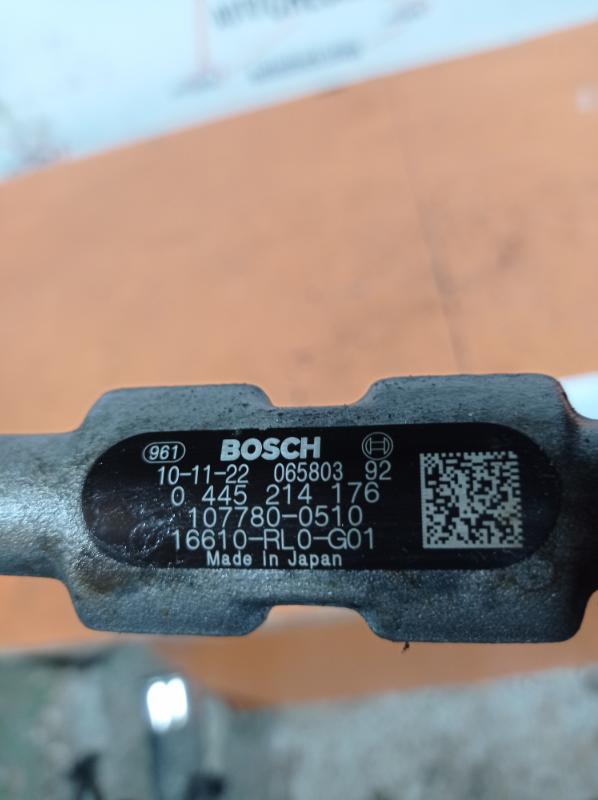 961 BOSCH
10-11-22 065803 92
0 445 214 176
107780-0510
16610-RL0-G01
Made in Japan